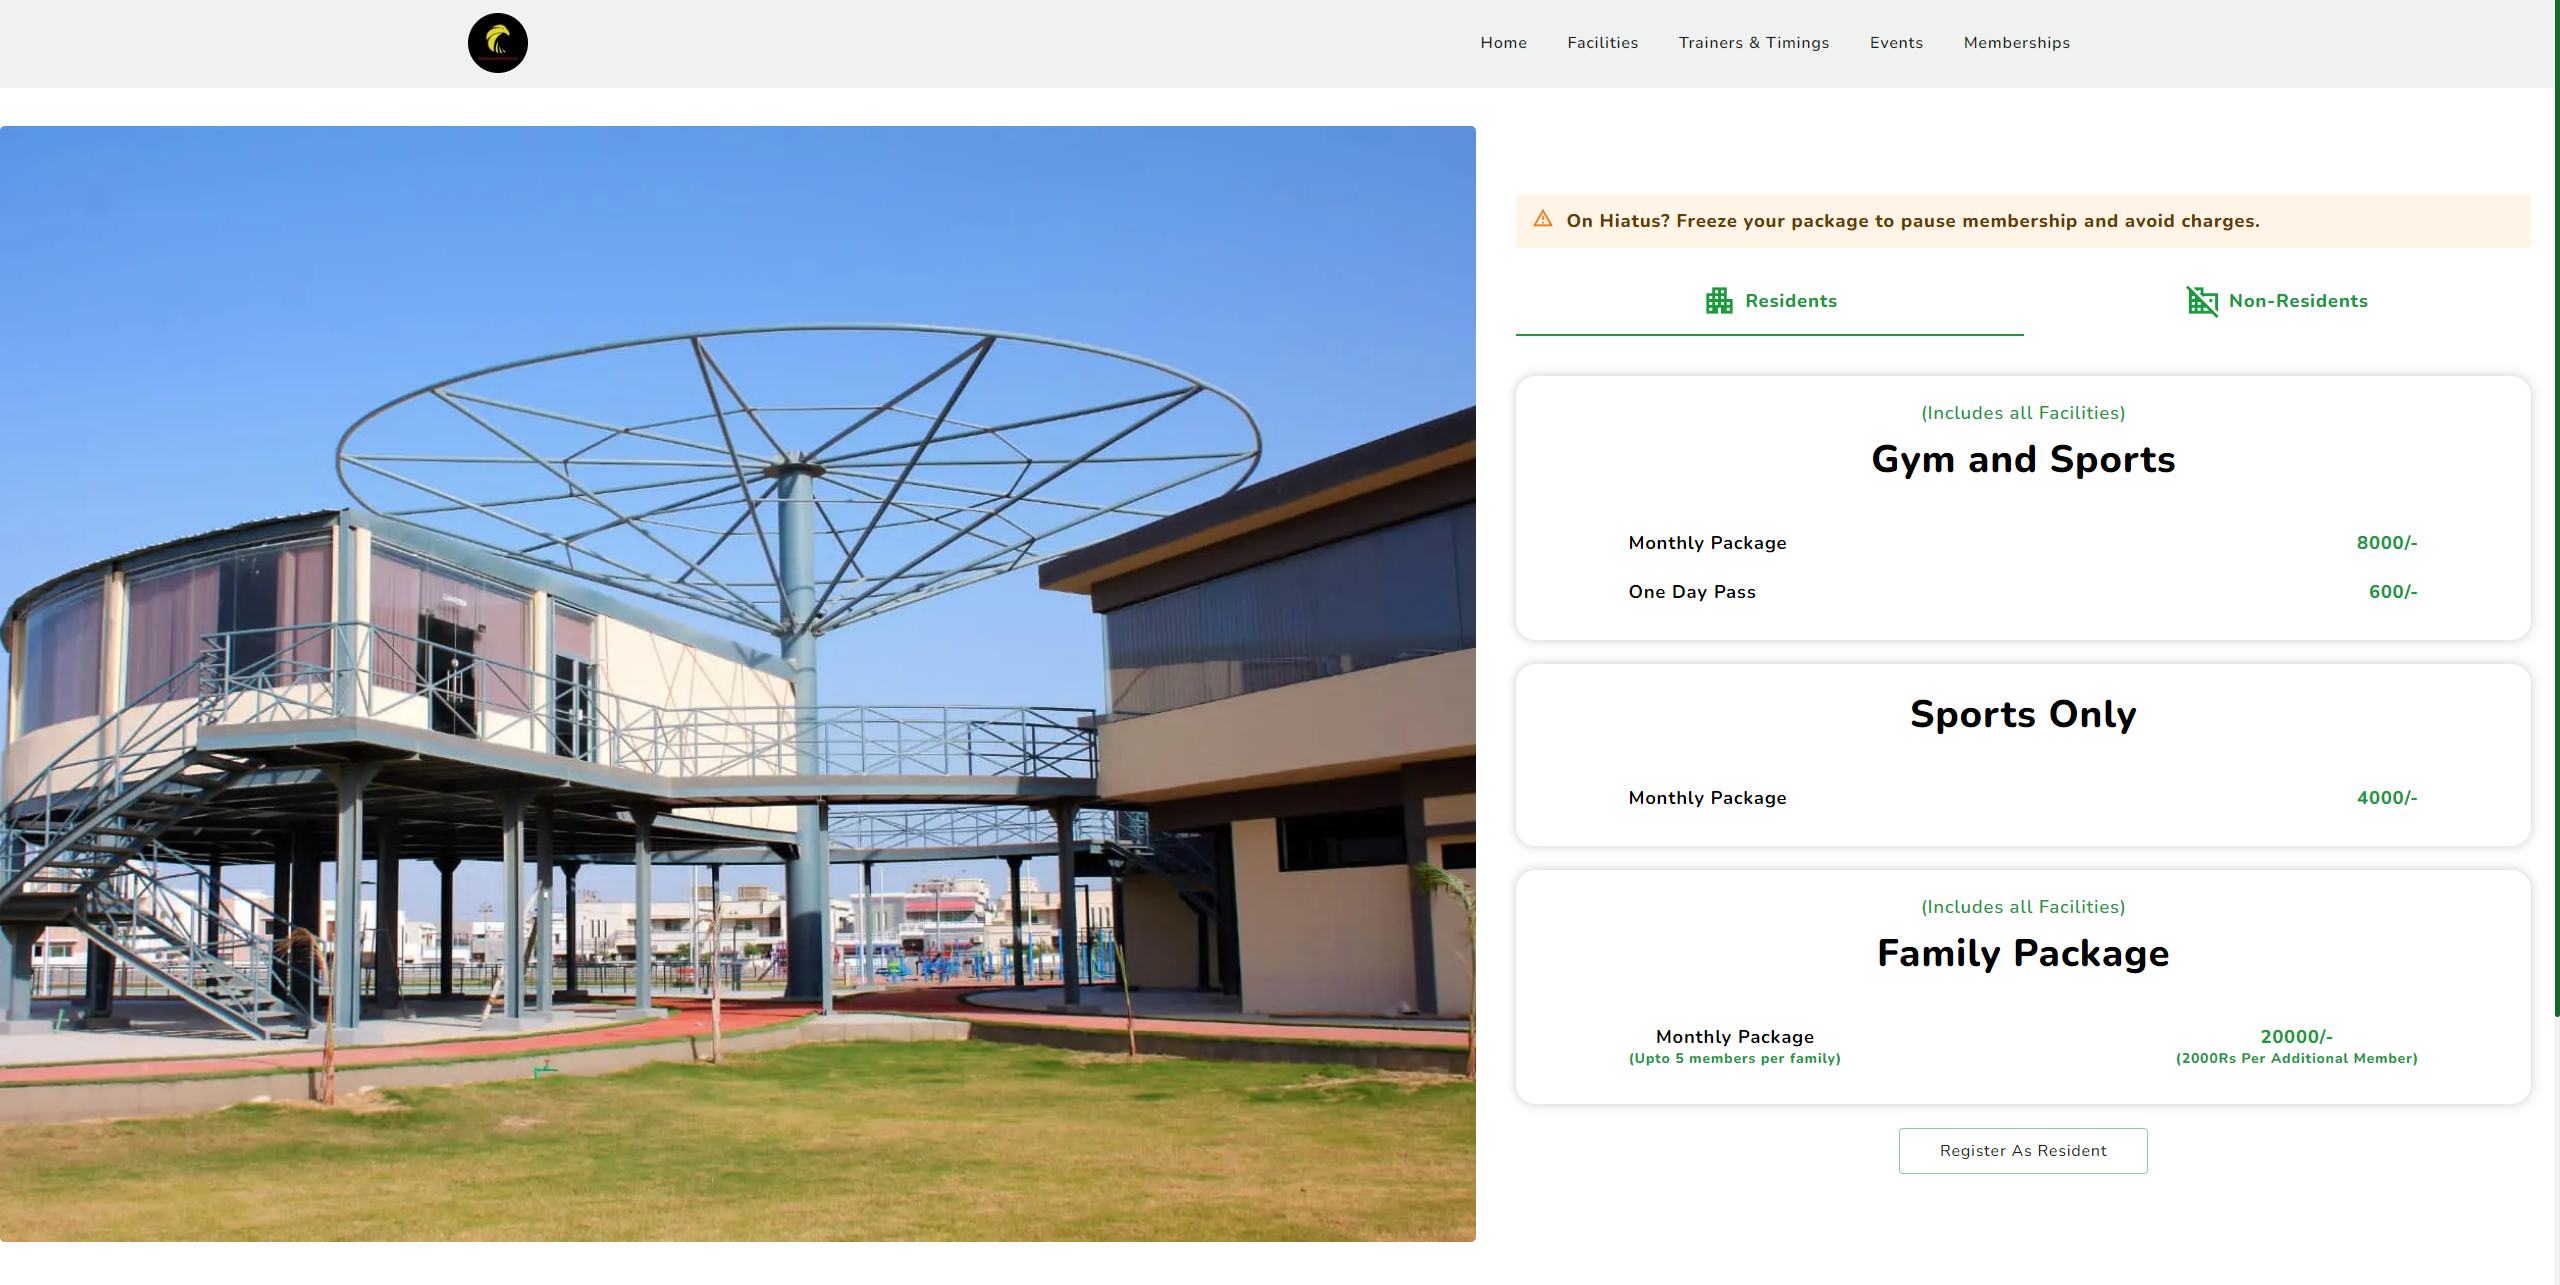 Home Facilities Trainers & Timings Events Memberships
On Hiatus? Freeze your package to pause membership and avoid charges.
Residents Non-Residents
(Includes all Facilities)
Gym and Sports
Monthly Package 8000/-
One Day Pass 600/-
Sports Only
Monthly Package 4000/-
(Includes all Facilities)
Family Package
Monthly Package 20000/-
(Upto 5 members per family) (2000Rs Per Additional Member)
Register As Resident